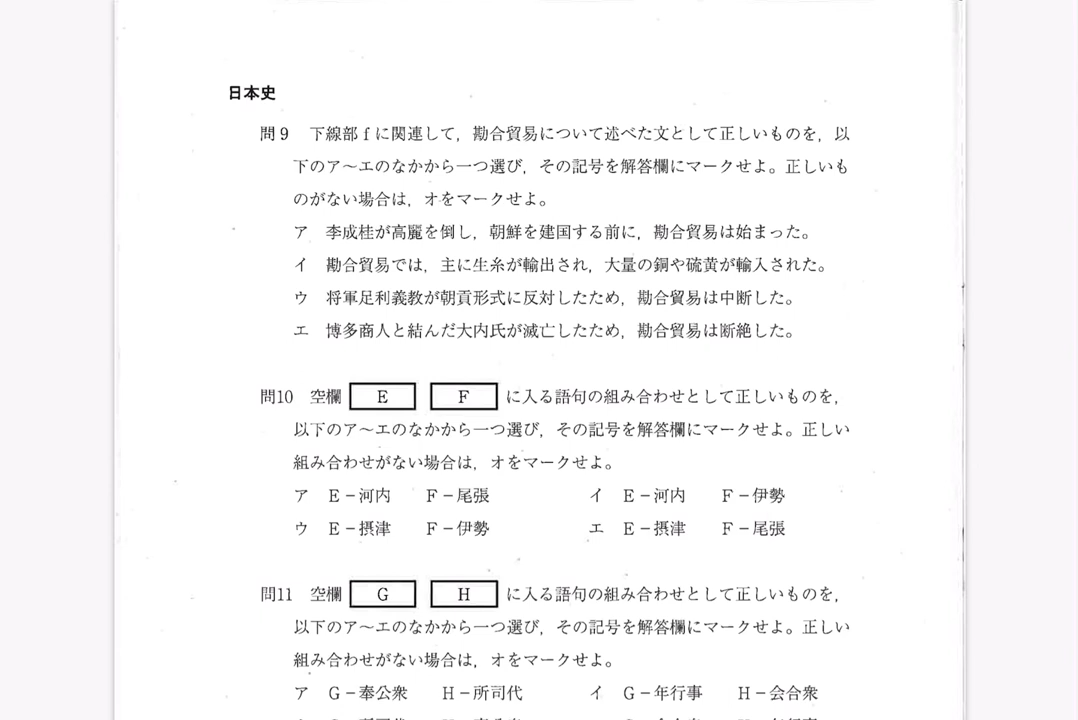 日本史
問9 下線部fに関連して，勘合貿易について述べた文として正しいものを，以
下のア～エのなかから一つ選び，その記号を解答欄にマークせよ。正しいも
のがない場合は，オをマークせよ。
ア 李成桂が高麗を倒し，朝鮮を建国する前に，勘合貿易は始まった。
イ 勘合貿易では，主に生糸が輸出され，大量の銅や硫黄が輸入された。
ウ 将軍足利義教が朝貢形式に反対したため，勘合貿易は中断した。
エ 博多商人と結んだ大内氏が滅亡したため，勘合貿易は断絶した。
問10 空欄 E F に入る語句の組み合わせとして正しいものを，
以下のア～エのなかから一つ選び，その記号を解答欄にマークせよ。正しい
組み合わせがない場合は，オをマークせよ。
ア E－河内 F－尾張 イ E－河内 F－伊勢
ウ E－摂津 F－伊勢 エ E－摂津 F－尾張
問11 空欄 G H に入る語句の組み合わせとして正しいものを，
以下のア～エのなかから一つ選び，その記号を解答欄にマークせよ。正しい
組み合わせがない場合は，オをマークせよ。
ア G－奉公衆 H－所司代 イ G－年行事 H－会合衆